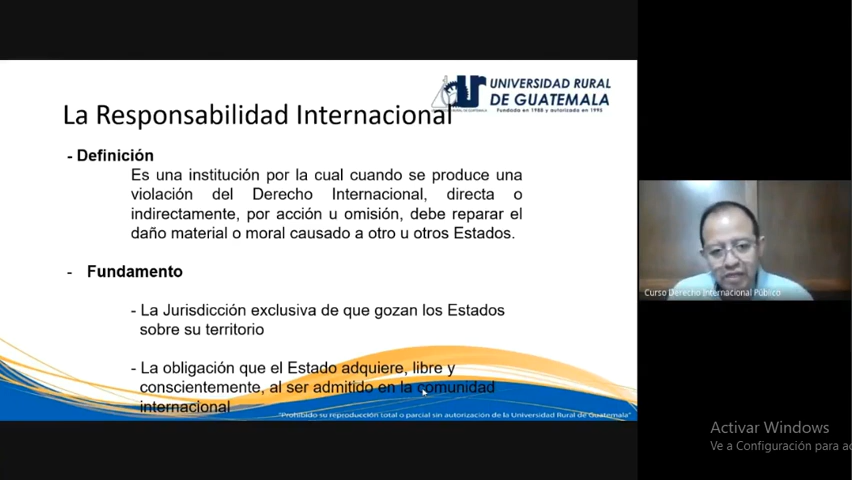 UNIVERSIDAD RURAL
DE GUATEMALA
Fundada en 1988 y autorizada en 1995
La Responsabilidad Internacional
- Definición
Es una institución por la cual cuando se produce una
violación del Derecho Internacional, directa o
indirectamente, por acción u omisión, debe reparar el
daño material o moral causado a otro u otros Estados.
- Fundamento
- La Jurisdicción exclusiva de que gozan los Estados
sobre su territorio
- La obligación que el Estado adquiere, libre y
conscientemente, al ser admitido en la comunidad
internacional
"Prohibido su reproducción total o parcial sin autorización de la Universidad Rural de Guatemala"
Curso Derecho Internacional Público
Activar Windows
Ve a Configuración para